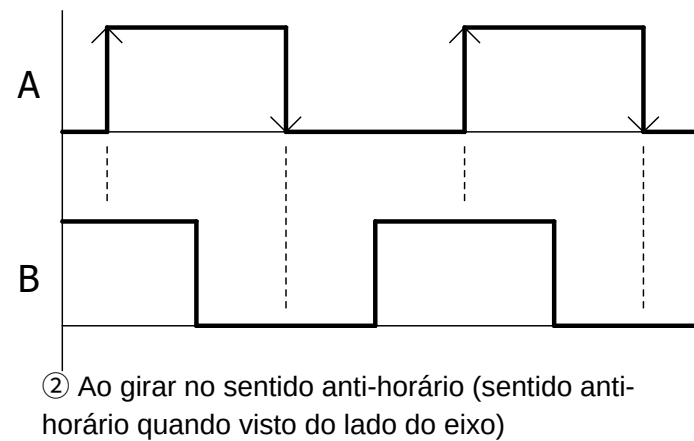 A
B
② Ao girar no sentido anti-horário (sentido anti-
horário quando visto do lado do eixo)